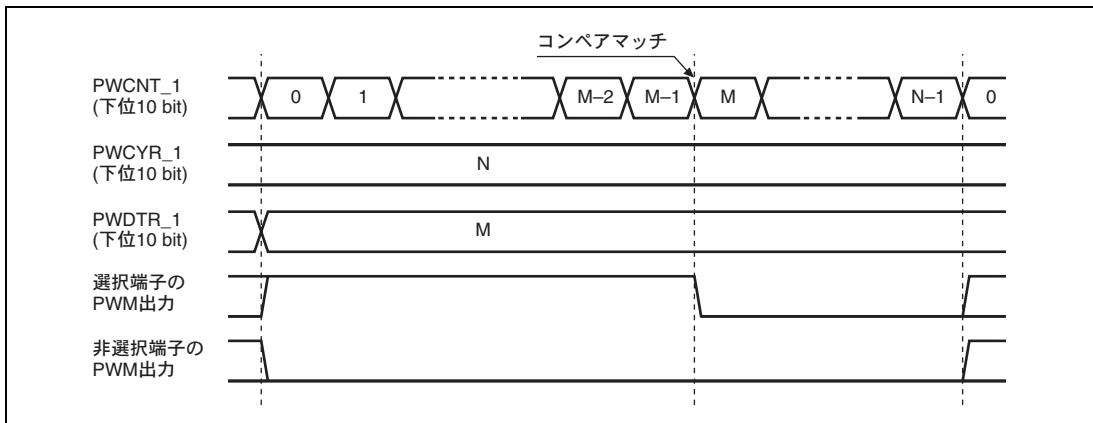 コンペアマッチ
PWCNT_1
(下位10 bit)
0 1 M–2 M–1 M N–1 0
PWCYR_1
(下位10 bit)
N
PWDTR_1
(下位10 bit)
M
選択端子の
PWM出力
非選択端子の
PWM出力